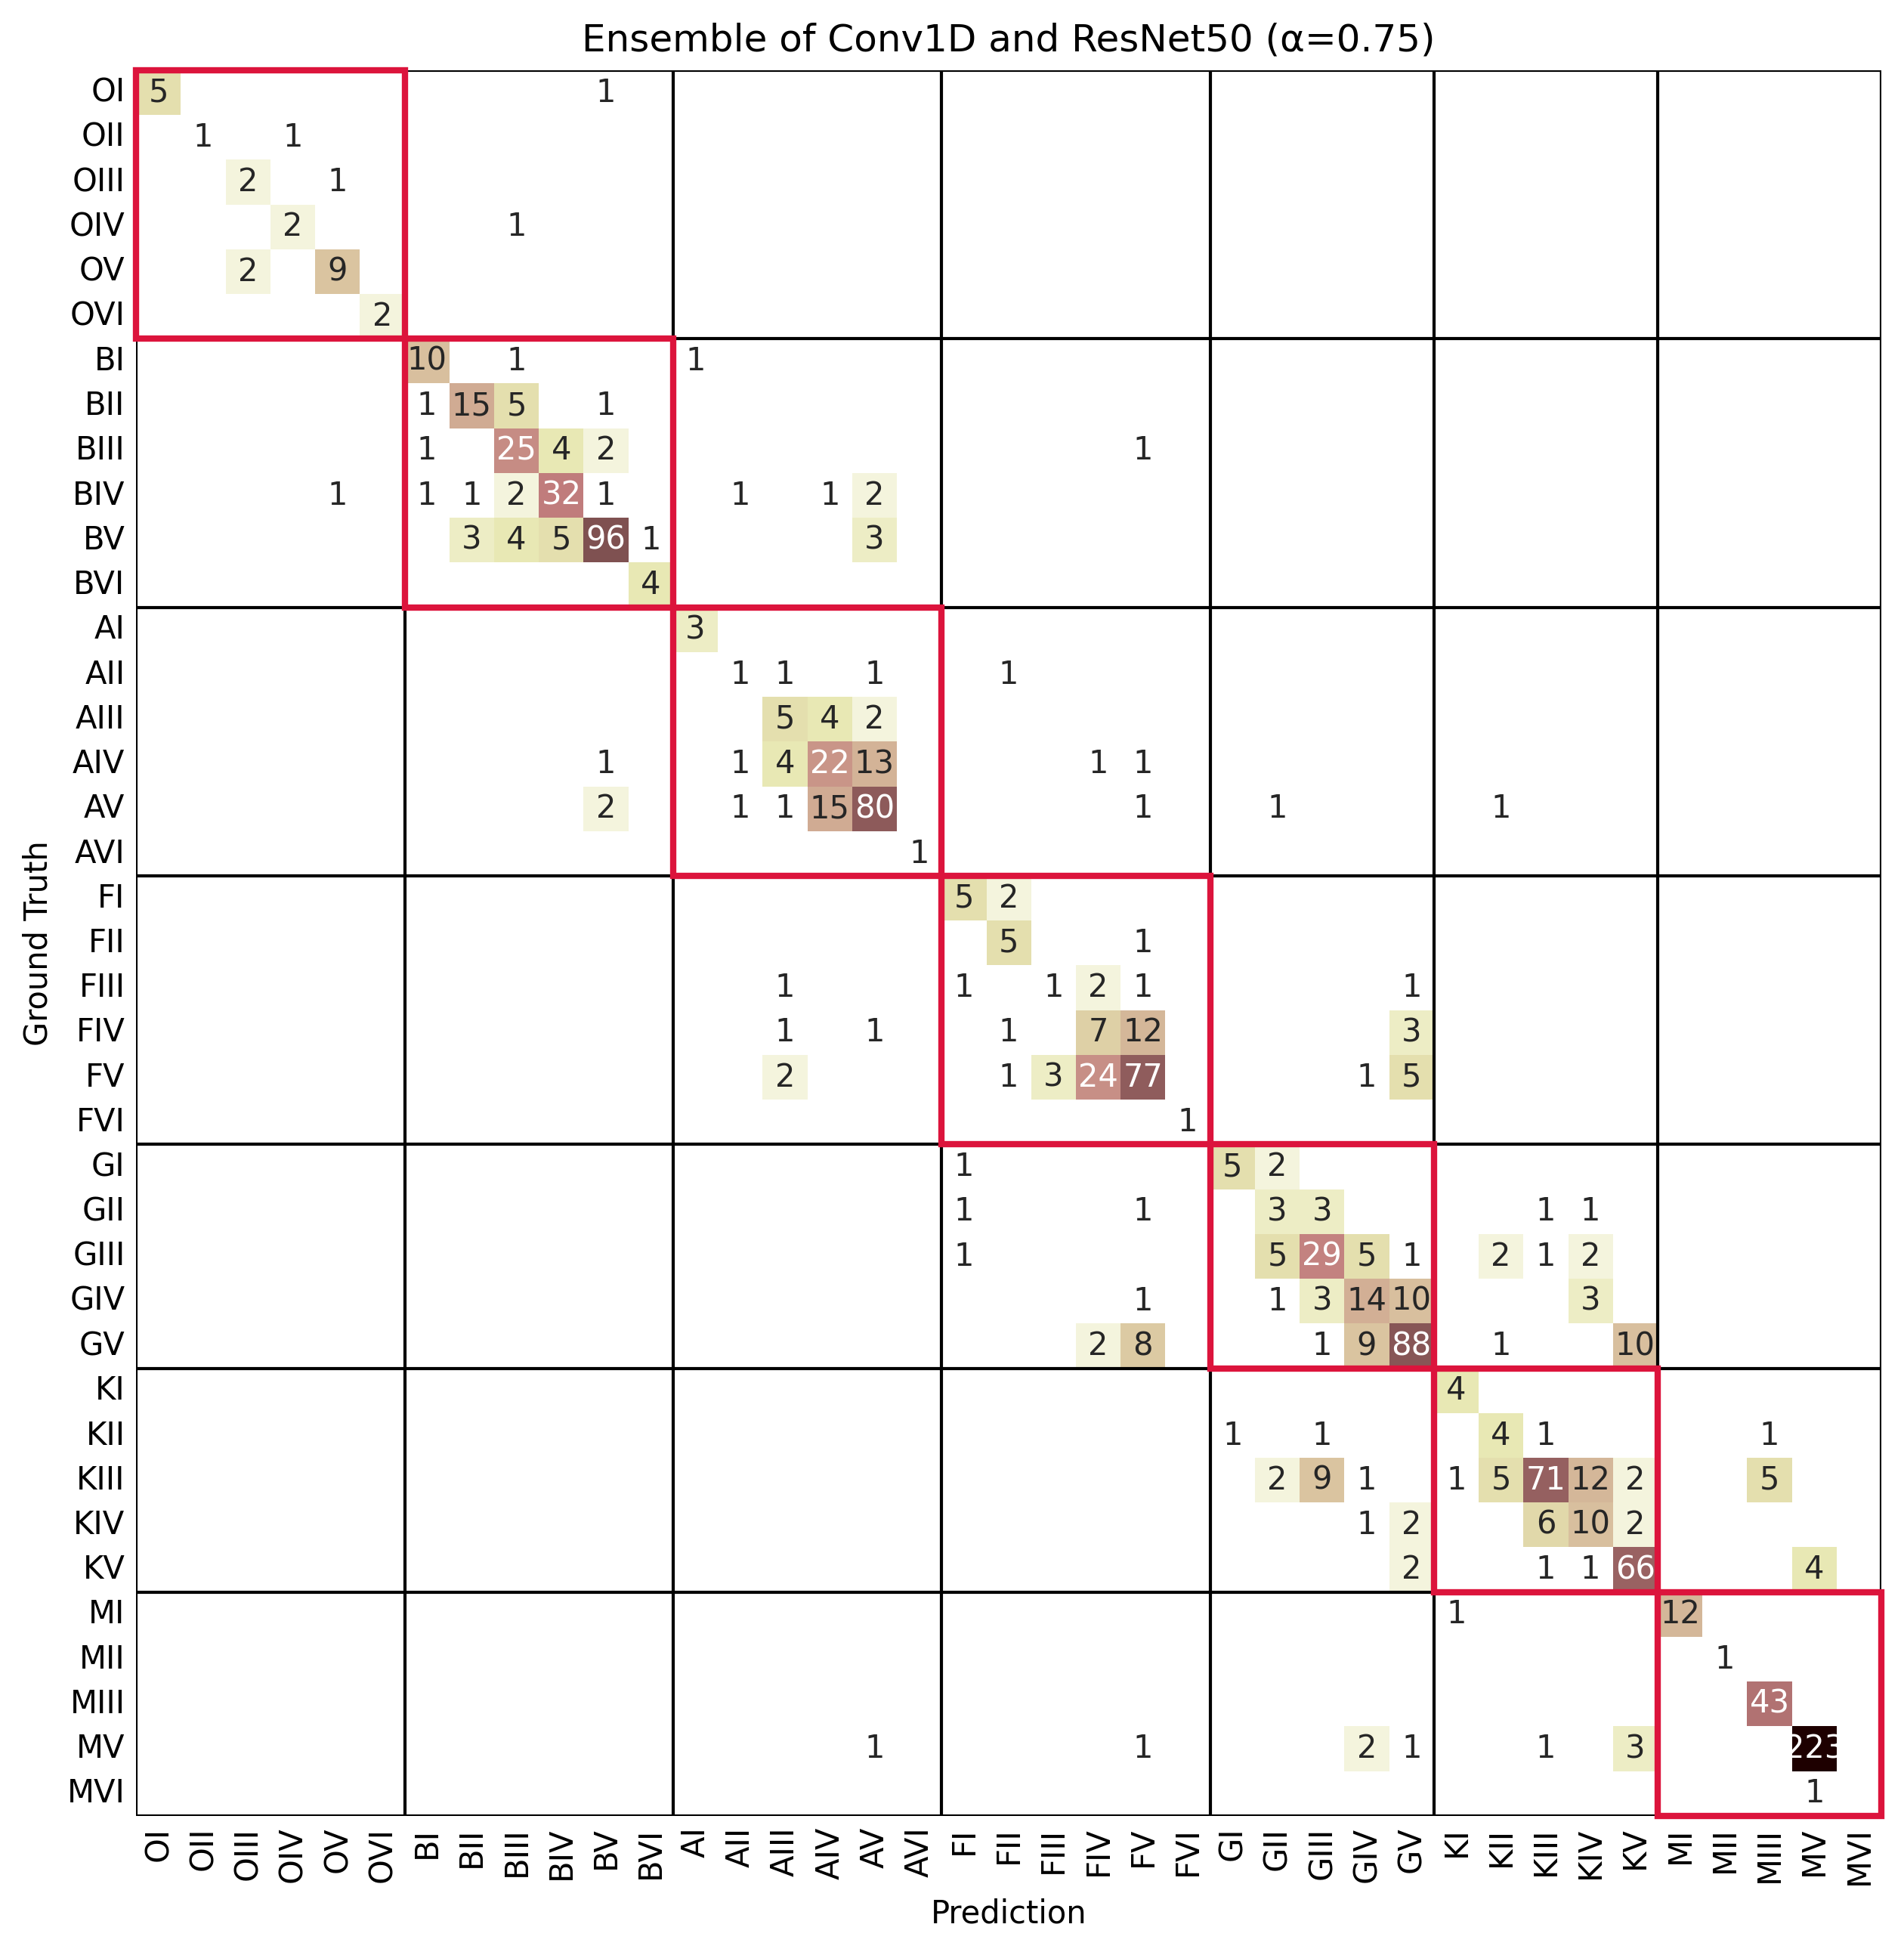 Ensemble of Conv1D and ResNet50 (α=0.75)
OI 5 1
OII 1 1
OIII 2 1
OIV 2 1
OV 2 9
OVI 2
BI 10 1 1
BII 1 15 5 1
BIII 1 25 4 2 1
BIV 1 1 1 2 32 1 1 1 2
BV 3 4 5 96 1 3
BVI 4
AI 3
AII 1 1 1 1
AIII 5 4 2
AIV 1 1 4 22 13 1 1
AV 2 1 1 15 80 1 1 1
AVI 1
FI 5 2
FII 5 1
FIII 1 1 1 2 1 1
FIV 1 1 1 7 12 3
FV 2 1 3 24 77 1 5
FVI 1
GI 1 5 2
GII 1 1 3 3 1 1
GIII 1 5 29 5 1 2 1 2
GIV 1 1 3 14 10 3
GV 2 8 1 9 88 1 10
KI 4
KII 1 1 4 1 1
KIII 2 9 1 1 5 71 12 2 5
KIV 1 2 6 10 2
KV 2 1 1 66 4
MI 1 12
MII 1
MIII 43
MV 1 1 2 1 1 3 223
MVI 1
OI OII OIII OIV OV OVI BI BII BIII BIV BV BVI AI AII AIII AIV AV AVI FI FII FIII FIV FV FVI GI GII GIII GIV GV KI KII KIII KIV KV MI MII MIII MV MVI
Prediction
Ground Truth